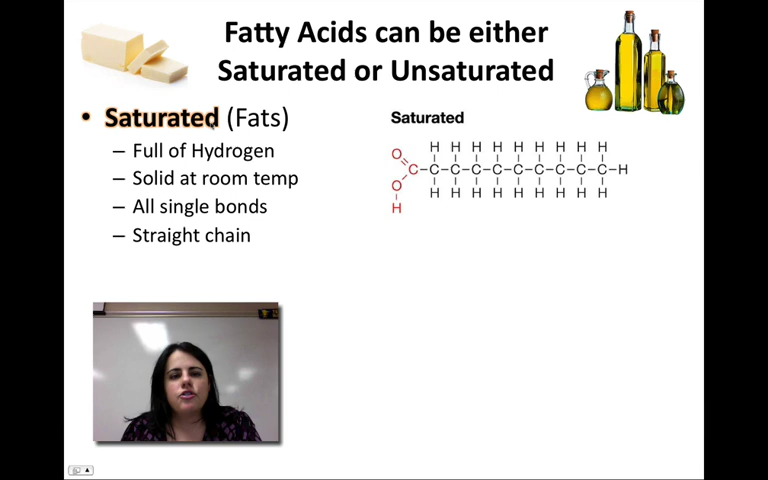 Fatty Acids can be either
Saturated or Unsaturated
• Saturated (Fats)
– Full of Hydrogen
– Solid at room temp
– All single bonds
– Straight chain
Saturated
O H H H H H H H H H
C–C–C–C–C–C–C–C–C–C–H
O H H H H H H H H H
H